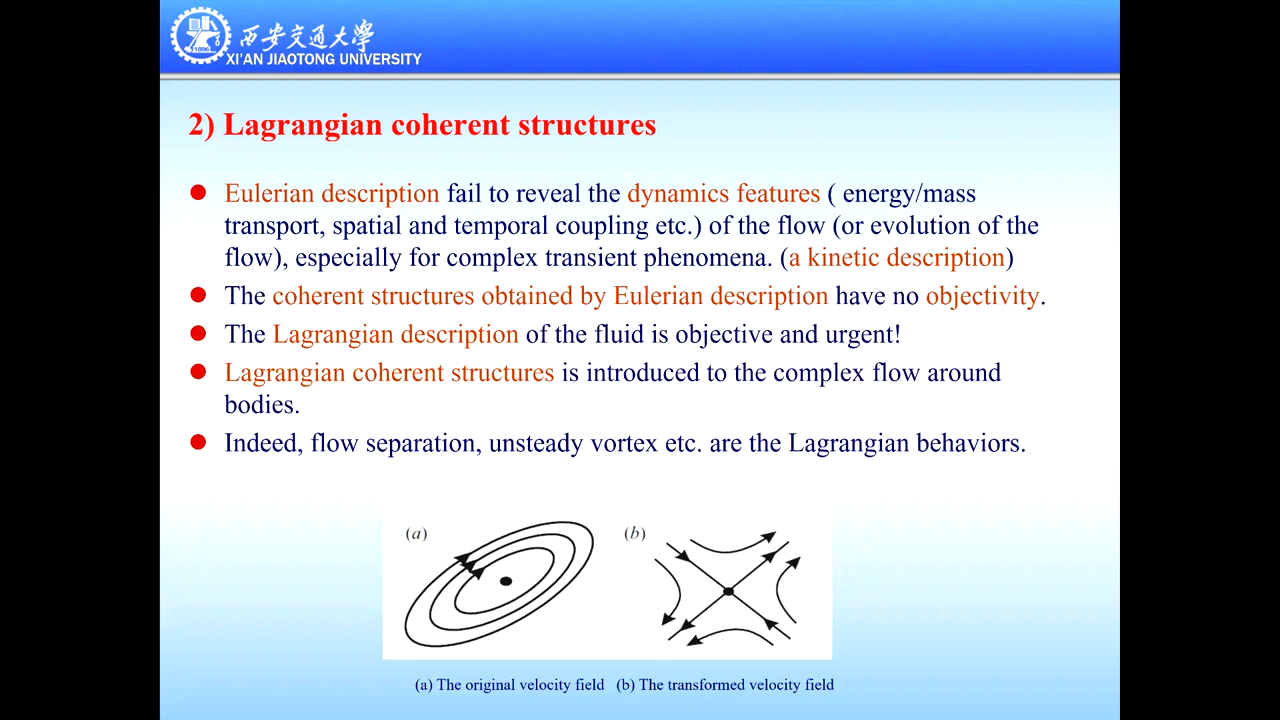 西安交通大學
1896
XI'AN JIAOTONG UNIVERSITY
2) Lagrangian coherent structures
Eulerian description fail to reveal the dynamics features ( energy/mass
transport, spatial and temporal coupling etc.) of the flow (or evolution of the
flow), especially for complex transient phenomena. (a kinetic description)
The coherent structures obtained by Eulerian description have no objectivity.
The Lagrangian description of the fluid is objective and urgent!
Lagrangian coherent structures is introduced to the complex flow around
bodies.
Indeed, flow separation, unsteady vortex etc. are the Lagrangian behaviors.
(a) (b)
(a) The original velocity field (b) The transformed velocity field